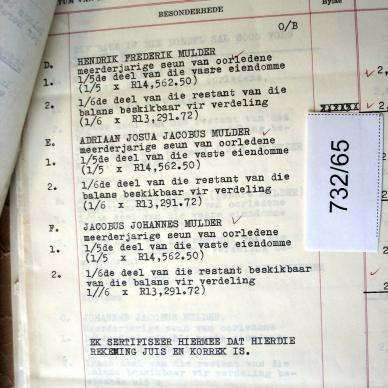 BESONDERHEDE
O/B
D. HENDRIK FREDERIK MULDER
meerderjarige seun van oorledene
1. 1/5de deel van die vaste eiendomme
(1/5 x R14,562.50)
2. 1/6de deel van die restant van die
balans beskikbaar vir verdeling
(1/6 x R13,291.72)
E. ADRIAAN JOSUA JACOBUS MULDER
meerderjarige seun van oorledene
1. 1/5de deel van die vaste eiendomme
(1/5 x R14,562.50)
2. 1/6de deel van die restant van die
balans beskikbaar vir verdeling
(1/6 x R13,291.72)
732/65
F. JACOBUS JOHANNES MULDER
meerderjarige seun van oorledene
1. 1/5de deel van die vaste eiendomme
(1/5 x R14,562.50)
2. 1/6de deel van die restant beskikbaar
van die balans vir verdeling
1//6 x R13,291.72)
EK SERTIFISEER HIERMEE DAT HIERDIE
REKENING JUIS EN KORREK IS.